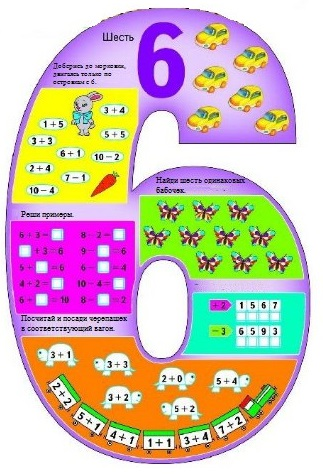 Шесть
6
Доберись до морковки,
двигаясь только по
островкам с 6.
3 + 4
1 + 5
5 + 5
3 + 3
6 + 1
10 − 2
2 + 4
7 − 1
10 − 4
Найди шесть одинаковых
бабочек.
Реши примеры.
6 + 3 = □ 8 − 2 = □
□ + 3 = 6 9 − □ = 6
5 + □ = 6 6 − □ = 4
4 + 2 = □ 10 − 4 = □
6 + □ = 10 8 − □ = 2
+ 2 1 5 6 7
− 3 6 5 9 3
Посчитай и посади черепашек
в соответствующий вагон.
3 + 1
3 + 3
2 + 0
5 + 4
3 + 2
5 + 2
2 + 2
5 + 1
4 + 1
1 + 1
3 + 4
7 + 2